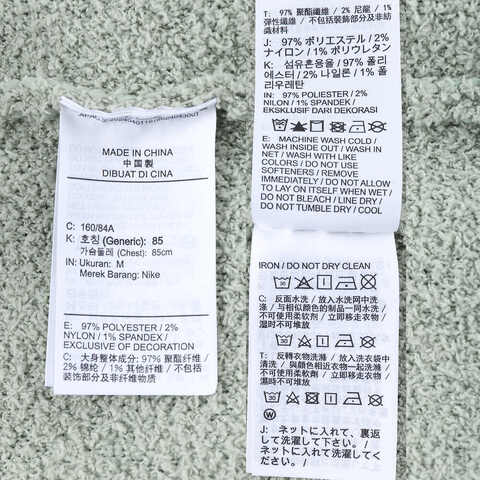 MADE IN CHINA
中國製
DIBUAT DI CINA
C: 160/84A
K: 호칭 (Generic): 85
가슴둘레 (Chest): 85cm
IN: Ukuran: M
Merek Barang: Nike
E: 97% POLYESTER / 2%
NYLON / 1% SPANDEX /
EXCLUSIVE OF DECORATION
C: 大身整体成分: 97% 聚酯纤维
/ 2% 锦纶 / 1% 其他纤维 / 不包括
装饰部分及非纤维物质
T: 97% 聚酯纖維 / 2% 尼龍 / 1%
彈性纖維 / 不包括裝飾部分及非紡
織材料
J: 97% ポリエステル / 2%
ナイロン / 1% ポリウレタン
K: 섬유혼용율 / 97% 폴리
에스터 / 2% 나일론 / 1% 폴
리우레탄
IN: 97% POLYESTER / 2%
NILON / 1% SPANDEK /
EKSKLUSIF DARI DEKORASI
E: MACHINE WASH COLD /
WASH INSIDE OUT / WASH IN
NET / WASH WITH LIKE
COLORS / DO NOT USE
SOFTENERS / REMOVE
IMMEDIATELY / DO NOT ALLOW
TO LAY ON ITSELF WHEN WET /
DO NOT BLEACH / LINE DRY /
DO NOT TUMBLE DRY / COOL
IRON / DO NOT DRY CLEAN
C: 反面水洗 / 放入水洗网中洗
涤 / 与相似颜色的制品一同水洗 /
不可使用柔软剂 / 立即移走衣物 /
湿时不可堆放
T: 反轉衣物洗滌 / 放入洗衣袋中
清洗 / 與顏色相近衣物一起洗滌 /
不可使用柔軟劑 / 立即移走衣物 /
濕時不可堆放
W
J: ネットに入れて、裏返
して洗濯して下さい。/
ネットに入れて洗濯